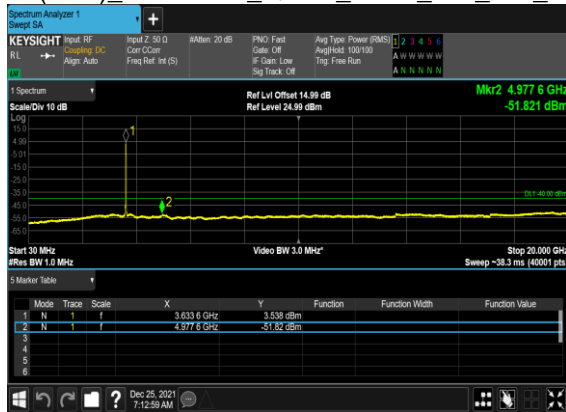 Spectrum Analyzer 1
Swept SA
+
KEYSIGHT Input: RF Input Z: 50 Ω #Atten: 20 dB PNO: Fast Avg Type: Power (RMS) 1 2 3 4 5 6
RL Coupling: DC Corr CCorr Gate: Off Avg|Hold: 100/100 A W W W W W
Align: Auto Freq Ref: Int (S) IF Gain: Low Trig: Free Run
LW Sig Track: Off A N N N N N
1 Spectrum Ref Lvl Offset 14.99 dB Mkr2 4.977 6 GHz
Scale/Div 10 dB Ref Level 24.99 dBm -51.821 dBm
Log
15.0
1
4.99
-5.01
-15.0
-25.0
-35.0 DL1 -40.00 dBm
-45.0 2
-55.0
-65.0
Start 30 MHz Video BW 3.0 MHz* Stop 20.000 GHz
#Res BW 1.0 MHz Sweep ~38.3 ms (40001 pts)
5 Marker Table
Mode Trace Scale X Y Function Function Width Function Value
1 N 1 f 3.633 6 GHz 3.538 dBm
2 N 1 f 4.977 6 GHz -51.82 dBm
3
4
5
6
? Dec 25, 2021
7:12:59 AM